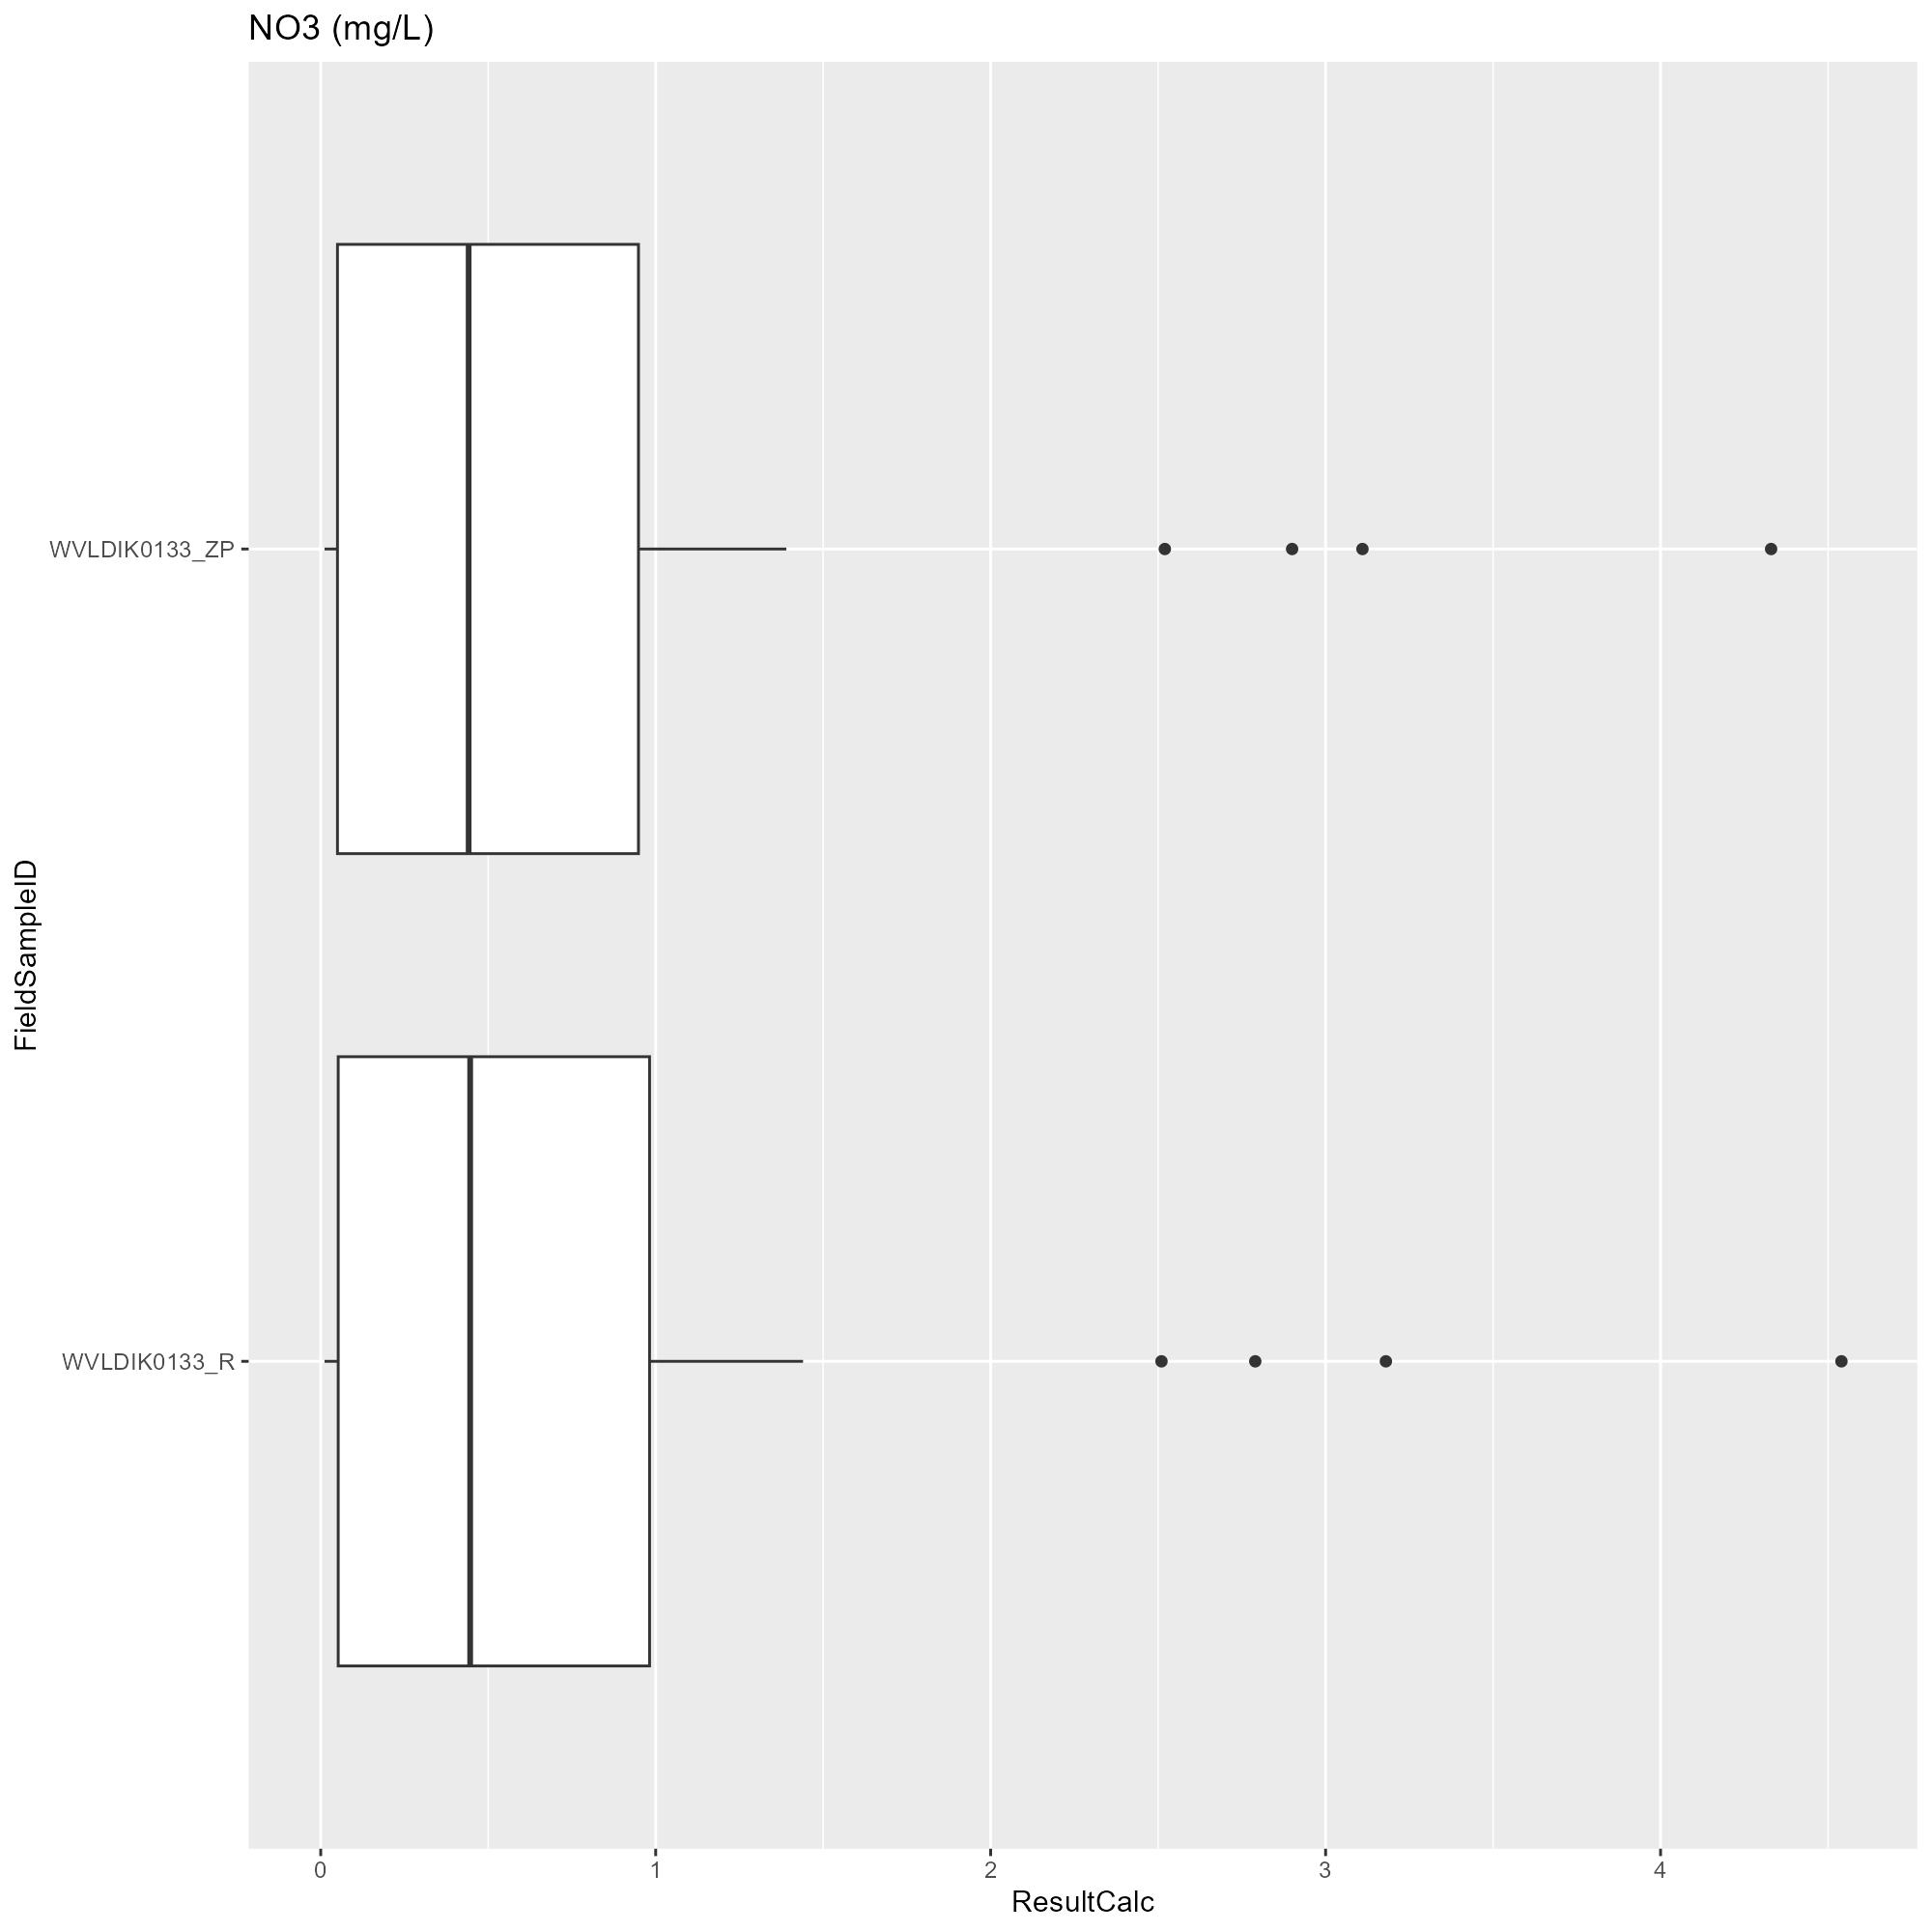 NO3 (mg/L)
FieldSampleID
WVLDIK0133_ZP
WVLDIK0133_R
0 1 2 3 4
ResultCalc